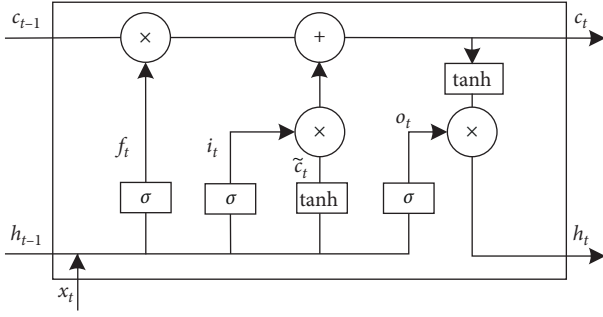 c_{t−1}
×
+
c_t
tanh
f_t
i_t
×
o_t
×
c̃_t
σ
σ
tanh
σ
h_{t−1}
h_t
x_t